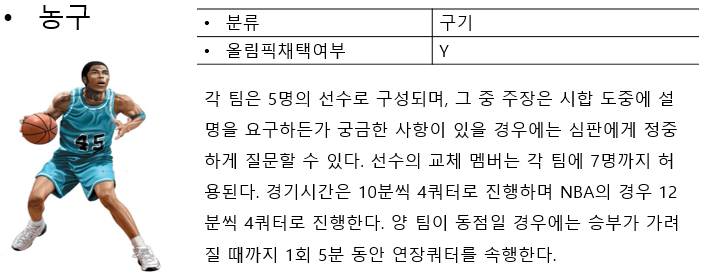 • 농구
• 분류 구기
• 올림픽채택여부 Y
각 팀은 5명의 선수로 구성되며, 그 중 주장은 시합 도중에 설
명을 요구하든가 궁금한 사항이 있을 경우에는 심판에게 정중
하게 질문할 수 있다. 선수의 교체 멤버는 각 팀에 7명까지 허
용된다. 경기시간은 10분씩 4쿼터로 진행하며 NBA의 경우 12
분씩 4쿼터로 진행한다. 양 팀이 동점일 경우에는 승부가 가려
질 때까지 1회 5분 동안 연장쿼터를 속행한다.
45